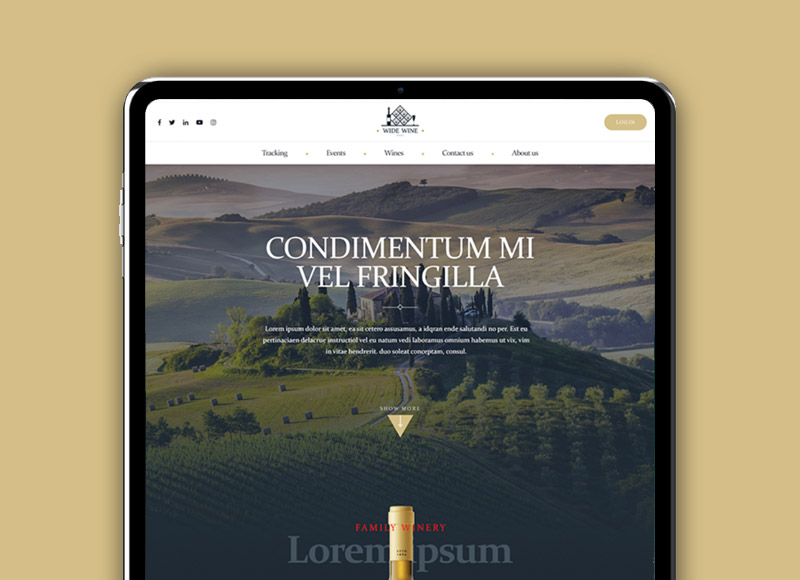 WIDE WINE
LOGIN
Tracking
Events
Wines
Contact us
About us
CONDIMENTUM MI
VEL FRINGILLA
Lorem ipsum dolor sit amet, ea sit cetero assusamus, a idqran ende salutandi no per. Est eu
pertinaciaen delacrue instructiol vel eu natum vedi laboramus omnium habemus ut vix, vim
in vitae hendrerit. duo soleat conceptam, consul.
SHOW MORE
FAMILY WINERY
Lorem ipsum